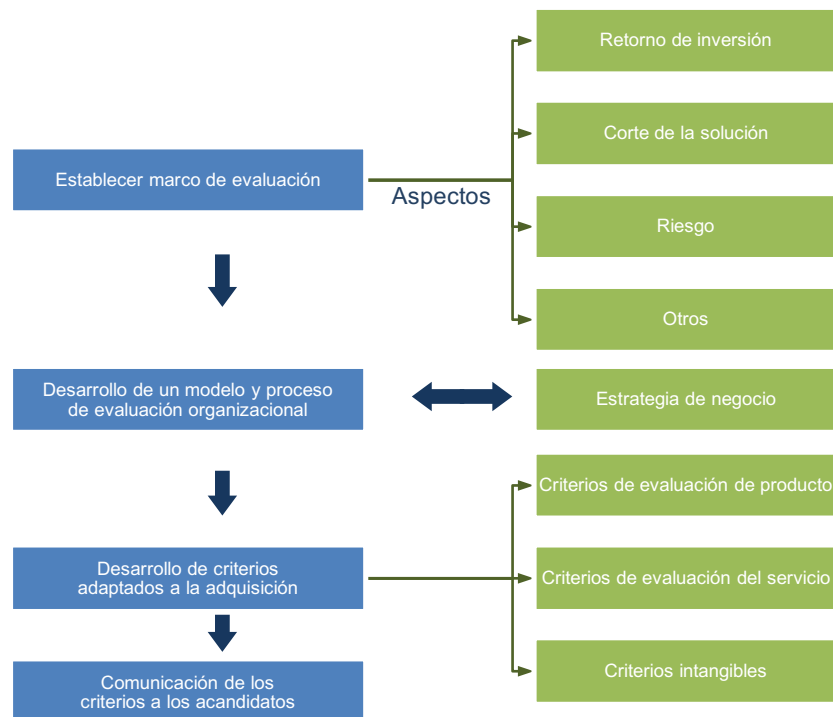 Retorno de inversión
Corte de la solución
Establecer marco de evaluación
Aspectos
Riesgo
Otros
Desarrollo de un modelo y proceso
de evaluación organizacional
Estrategia de negocio
Criterios de evaluación de producto
Desarrollo de criterios
adaptados a la adquisición
Criterios de evaluación del servicio
Comunicación de los
criterios a los acandidatos
Criterios intangibles